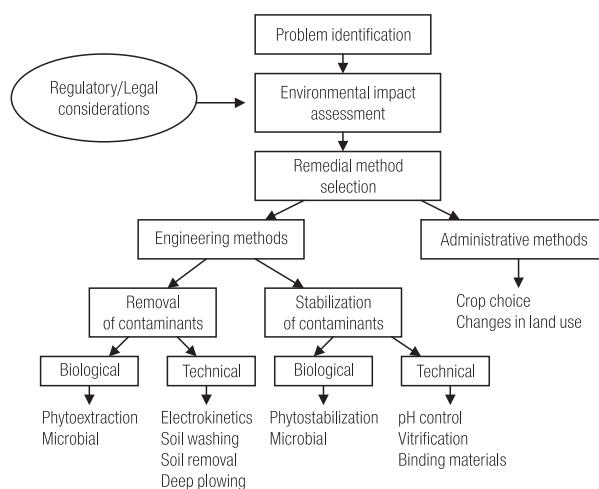 Problem identification
Regulatory/Legal
considerations
Environmental impact
assessment
Remedial method
selection
Engineering methods
Administrative methods
Crop choice
Changes in land use
Removal
of contaminants
Stabilization
of contaminants
Biological
Technical
Biological
Technical
Phytoextraction
Microbial
Electrokinetics
Soil washing
Soil removal
Deep plowing
Phytostabilization
Microbial
pH control
Vitrification
Binding materials